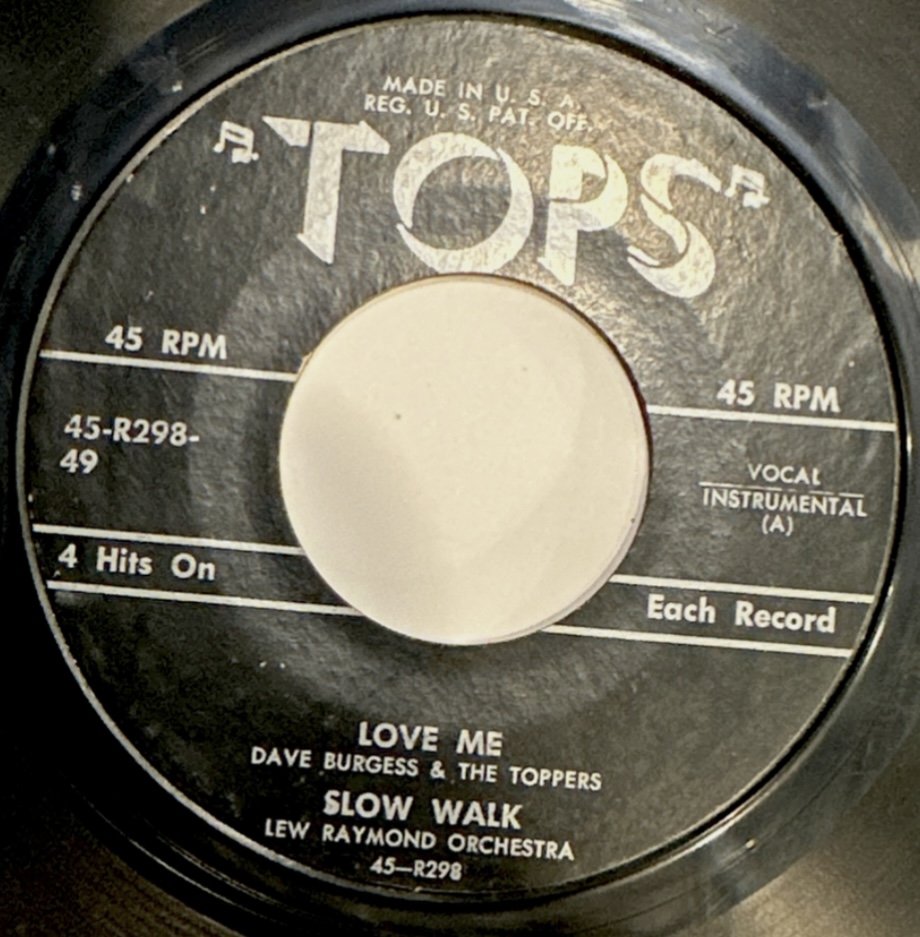 MADE IN U. S. A.
REG. U. S. PAT. OFF.
"TOPS"
45 RPM
45 RPM
45-R298-
49
VOCAL
INSTRUMENTAL
(A)
4 Hits On
Each Record
LOVE ME
DAVE BURGESS & THE TOPPERS
SLOW WALK
LEW RAYMOND ORCHESTRA
45—R298